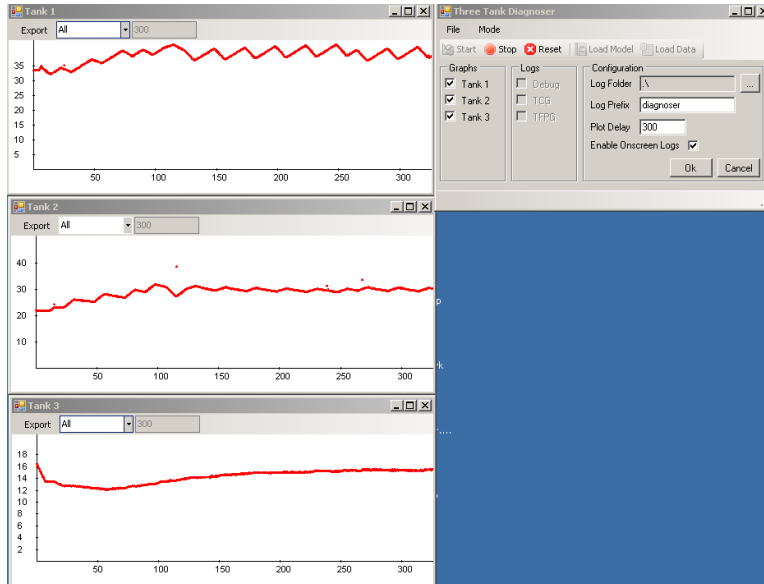 Tank 1
Export All 300
35
30
25
20
15
10
5
50 100 150 200 250 300
Tank 2
Export All 300
40
30
20
10
50 100 150 200 250 300
Tank 3
Export All 300
18
16
14
12
10
8
6
4
2
50 100 150 200 250 300
Three Tank Diagnoser
File Mode
Start Stop Reset Load Model Load Data
Graphs
Tank 1
Tank 2
Tank 3
Logs
Debug
TCG
TFPG
Configuration
Log Folder .\ ...
Log Prefix diagnoser
Plot Delay 300
Enable Onscreen Logs
Ok Cancel
p
k